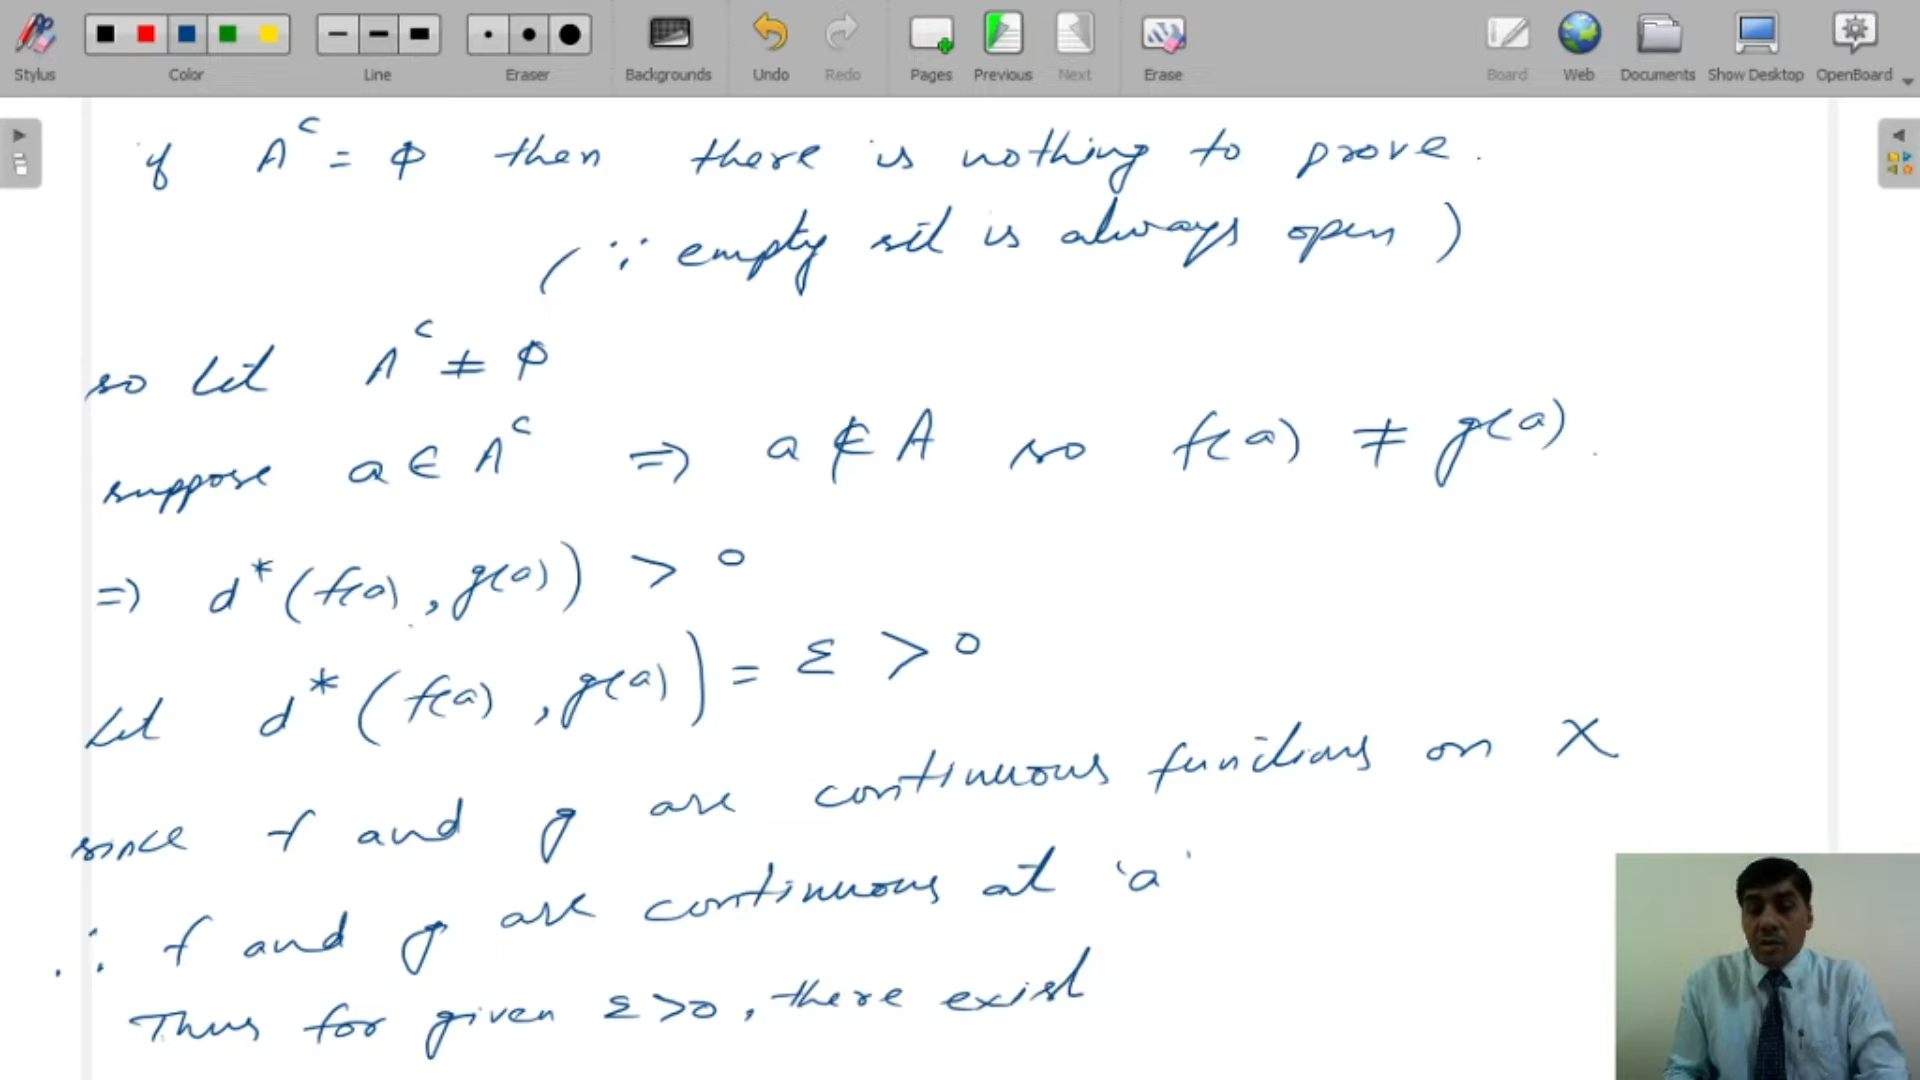 Stylus
Color
Line
Eraser
Backgrounds
Undo
Redo
Pages
Previous
Next
Erase
Board
Web
Documents
Show Desktop
OpenBoard
if A^c = φ then there is nothing to prove.
(∵ empty set is always open)
so let A^c ≠ φ
suppose a ∈ A^c ⇒ a ∉ A so f(a) ≠ g(a).
⇒ d*(f(a), g(a)) > 0
Let d*(f(a), g(a)) = ε > 0
since f and g are continuous functions on X
∴ f and g are continuous at 'a'
Thus for given ε>0, there exist